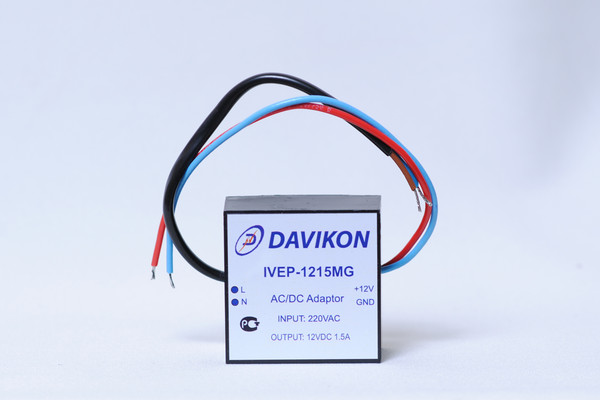 DAVIKON
IVEP-1215MG
L +12V
AC/DC Adaptor
N GND
INPUT: 220VAC
OUTPUT: 12VDC 1.5A